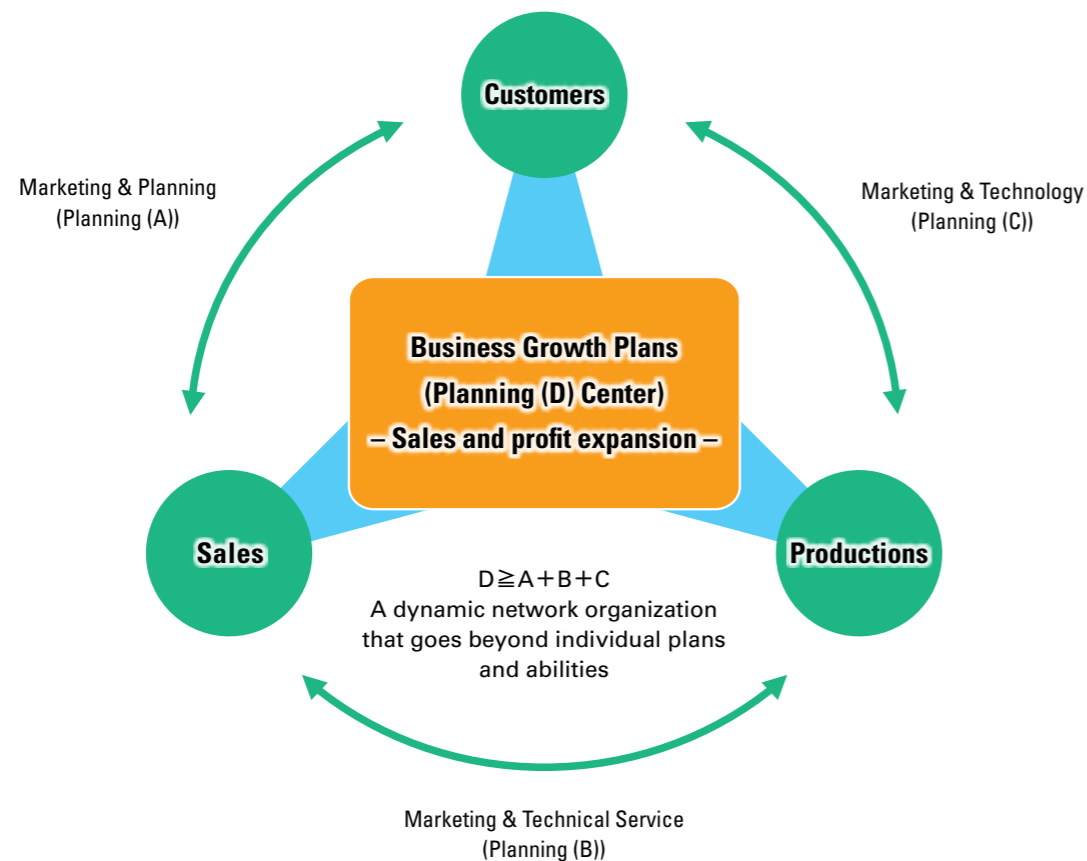 Customers
Marketing & Planning
(Planning (A))
Marketing & Technology
(Planning (C))
Business Growth Plans
(Planning (D) Center)
– Sales and profit expansion –
Sales
Productions
D≧A+B+C
A dynamic network organization
that goes beyond individual plans
and abilities
Marketing & Technical Service
(Planning (B))